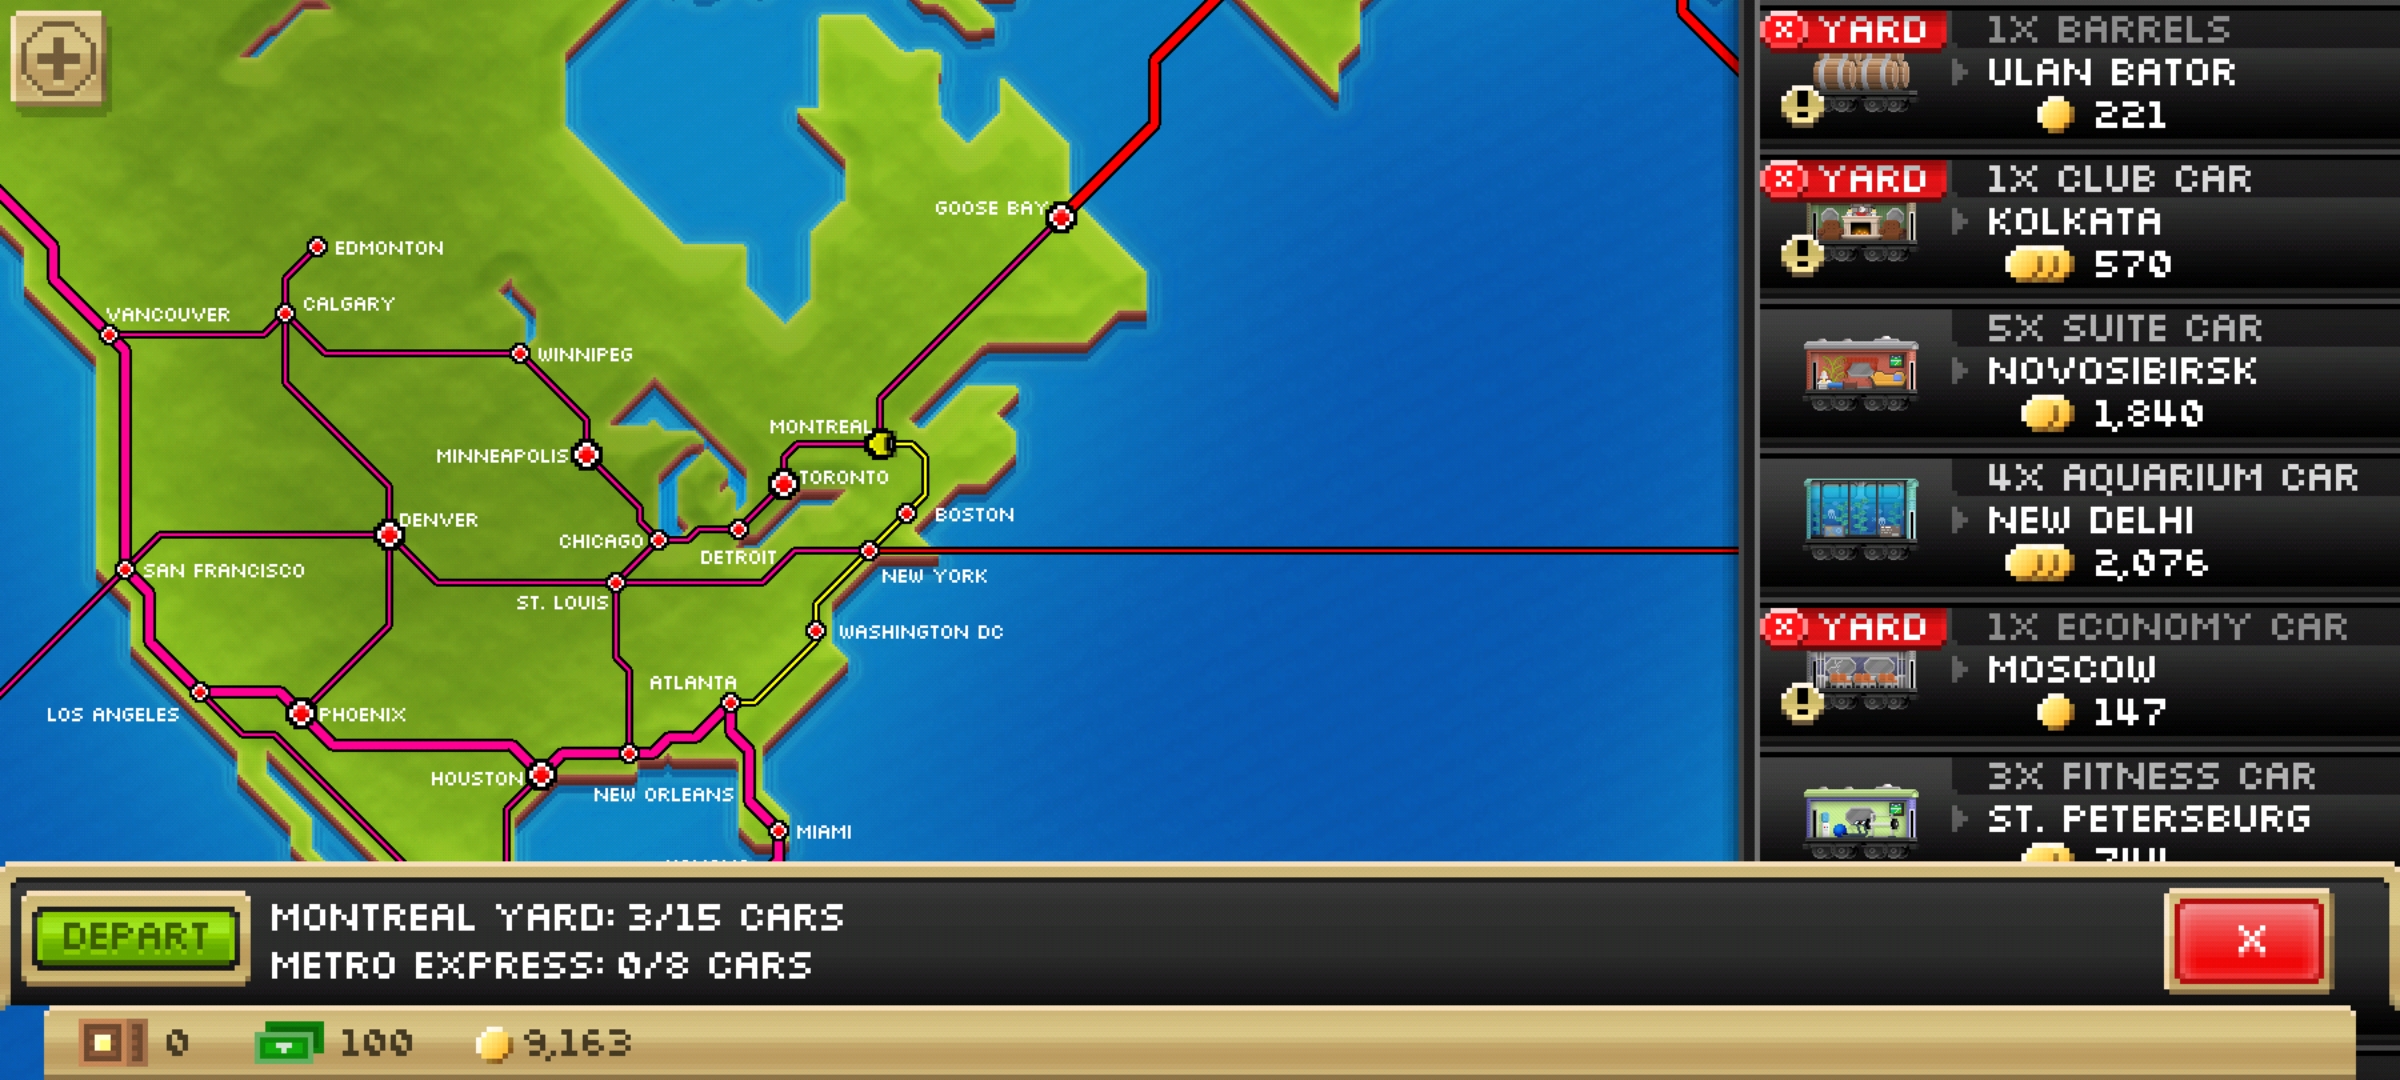 GOOSE BAY
EDMONTON
CALGARY
VANCOUVER
WINNIPEG
MONTREAL
MINNEAPOLIS
TORONTO
DENVER
BOSTON
CHICAGO
DETROIT
SAN FRANCISCO
NEW YORK
ST. LOUIS
WASHINGTON DC
ATLANTA
LOS ANGELES
PHOENIX
HOUSTON
NEW ORLEANS
MIAMI
YARD
1X BARRELS
ULAN BATOR
221
YARD
1X CLUB CAR
KOLKATA
570
5X SUITE CAR
NOVOSIBIRSK
1,840
4X AQUARIUM CAR
NEW DELHI
2,076
YARD
1X ECONOMY CAR
MOSCOW
147
3X FITNESS CAR
ST. PETERSBURG
DEPART
MONTREAL YARD: 3/15 CARS
METRO EXPRESS: 0/8 CARS
X
0
100
9,163